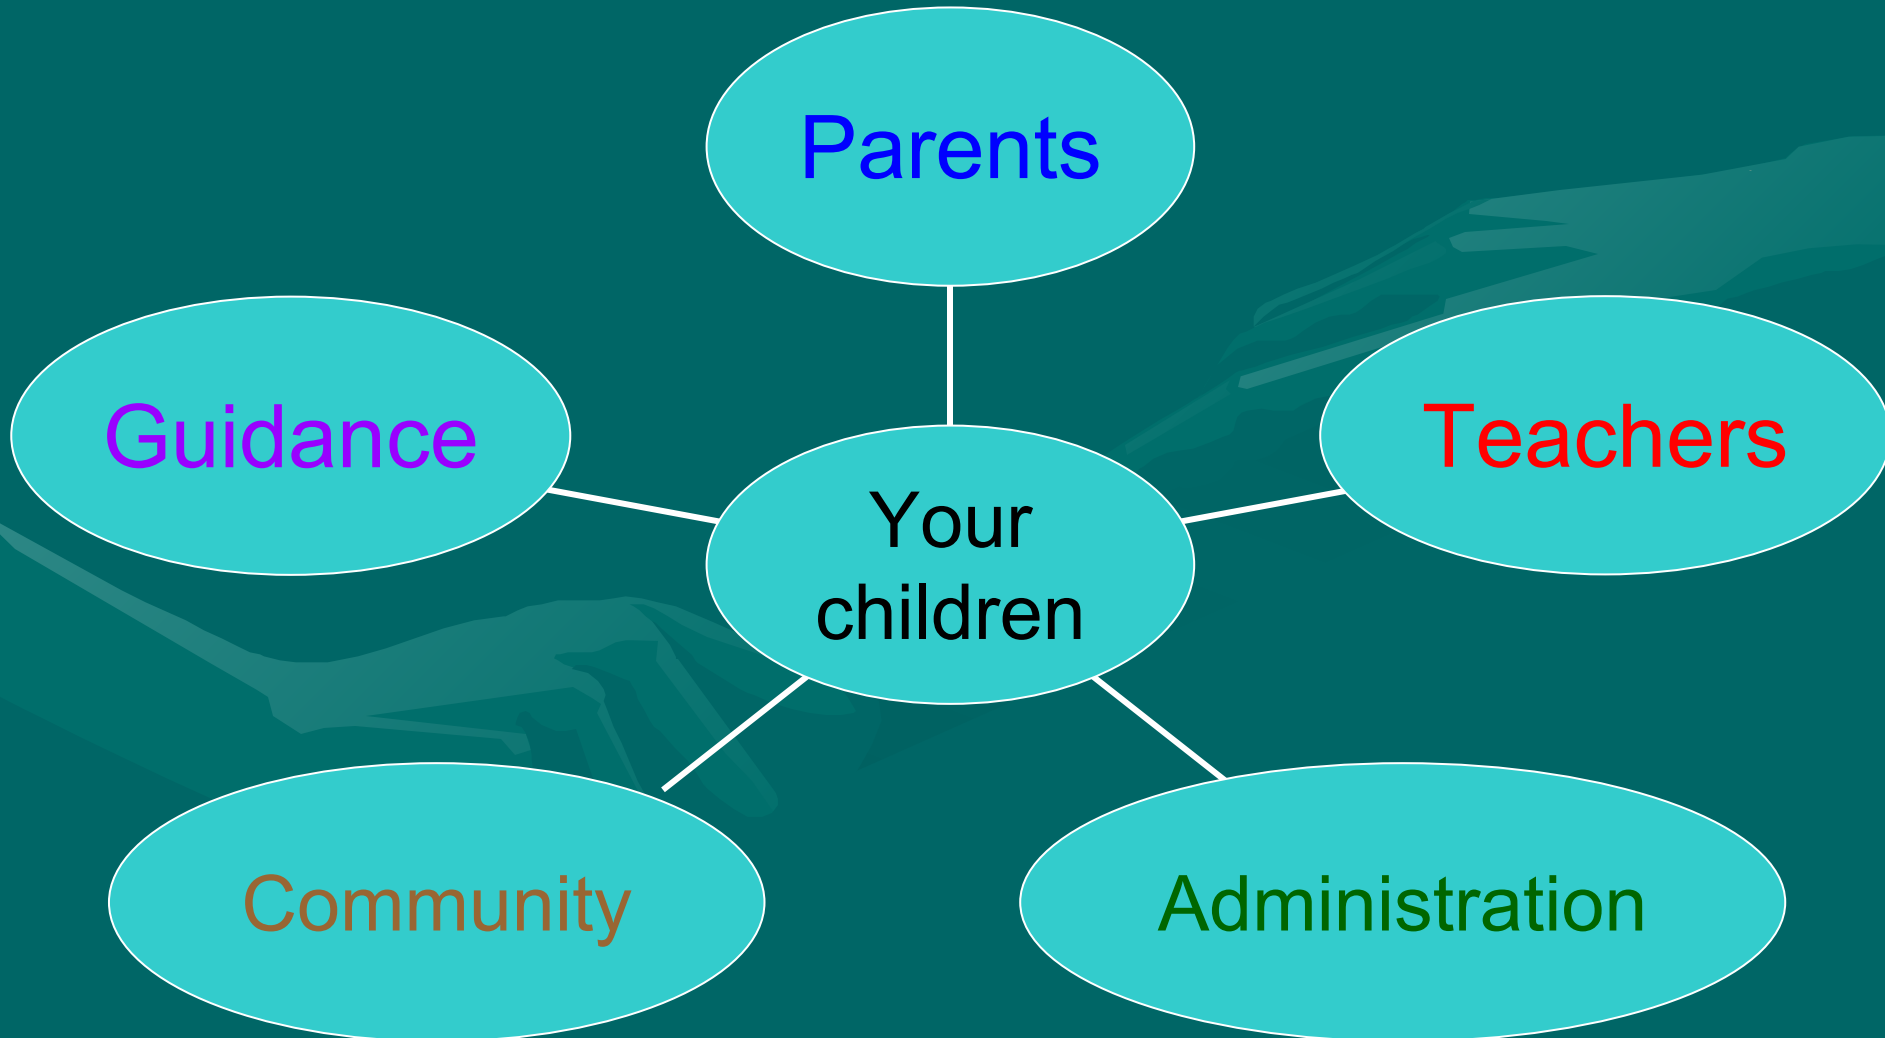 Parents
Guidance
Teachers
Your
children
Community
Administration